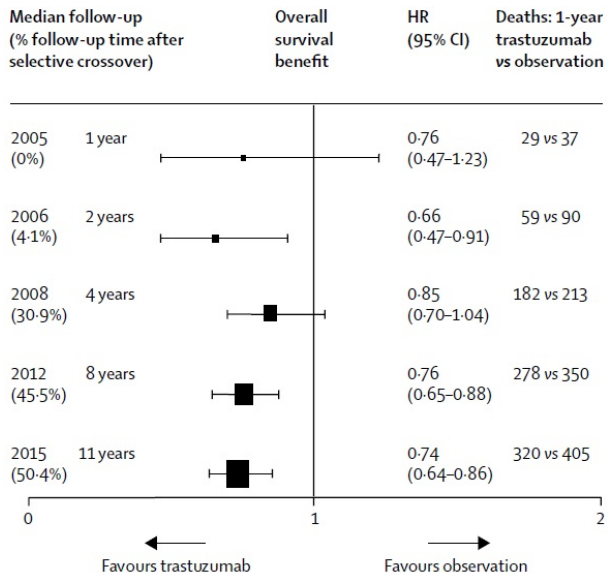 Median follow-up Overall HR Deaths: 1-year
(% follow-up time after survival (95% CI) trastuzumab
selective crossover) benefit vs observation
2005 1 year 0·76 29 vs 37
(0%) (0·47–1·23)
2006 2 years 0·66 59 vs 90
(4·1%) (0·47–0·91)
2008 4 years 0·85 182 vs 213
(30·9%) (0·70–1·04)
2012 8 years 0·76 278 vs 350
(45·5%) (0·65–0·88)
2015 11 years 0·74 320 vs 405
(50·4%) (0·64–0·86)
0 1 2
Favours trastuzumab Favours observation